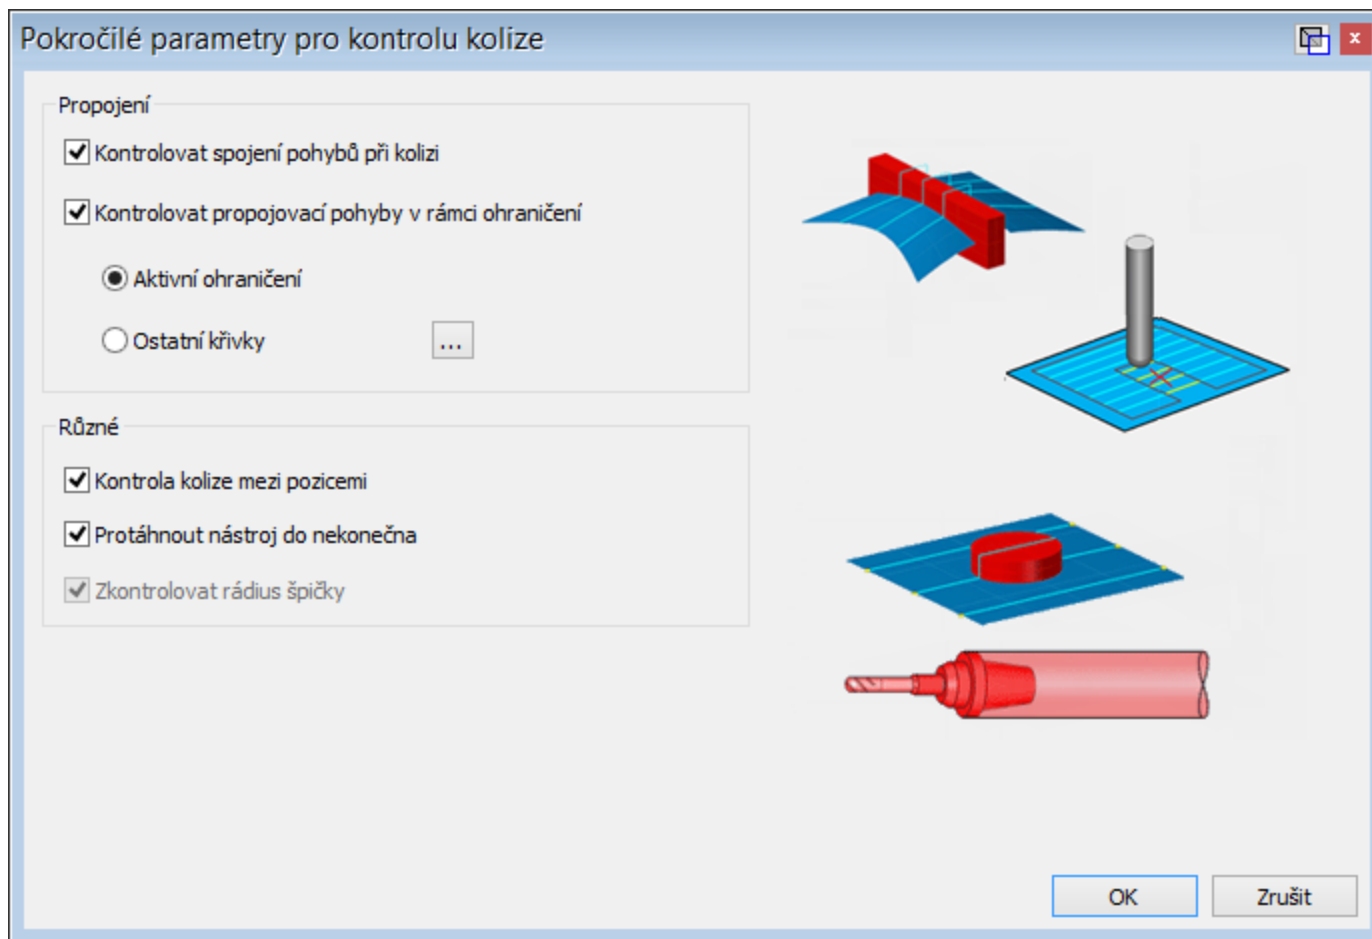 Pokročilé parametry pro kontrolu kolize
Propojení
Kontrolovat spojení pohybů při kolizi
Kontrolovat propojovací pohyby v rámci ohraničení
Aktivní ohraničení
Ostatní křivky
...
Různé
Kontrola kolize mezi pozicemi
Protáhnout nástroj do nekonečna
Zkontrolovat rádius špičky
OK
Zrušit